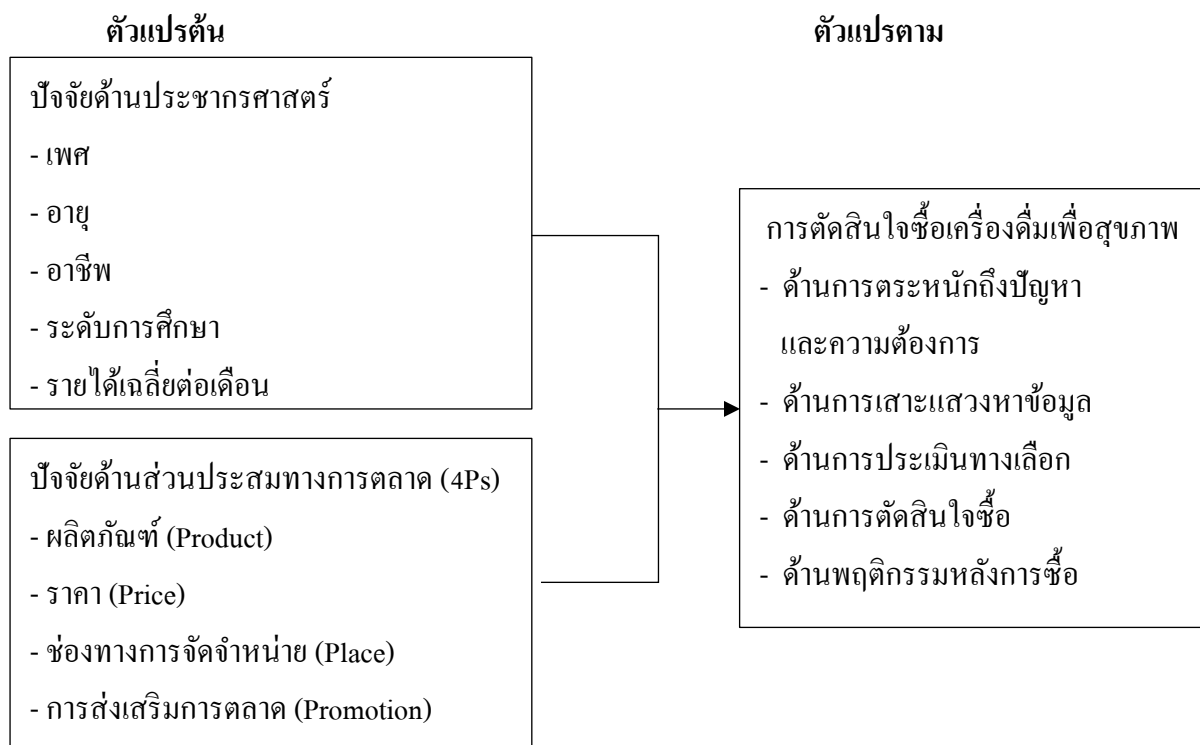 ตัวแปรต้น
ปัจจัยด้านประชากรศาสตร์
- เพศ
- อายุ
- อาชีพ
- ระดับการศึกษา
- รายได้เฉลี่ยต่อเดือน
ปัจจัยด้านส่วนประสมทางการตลาด (4Ps)
- ผลิตภัณฑ์ (Product)
- ราคา (Price)
- ช่องทางการจัดจำหน่าย (Place)
- การส่งเสริมการตลาด (Promotion)
ตัวแปรตาม
การตัดสินใจซื้อเครื่องดื่มเพื่อสุขภาพ
- ด้านการตระหนักถึงปัญหา
และความต้องการ
- ด้านการเสาะแสวงหาข้อมูล
- ด้านการประเมินทางเลือก
- ด้านการตัดสินใจซื้อ
- ด้านพฤติกรรมหลังการซื้อ